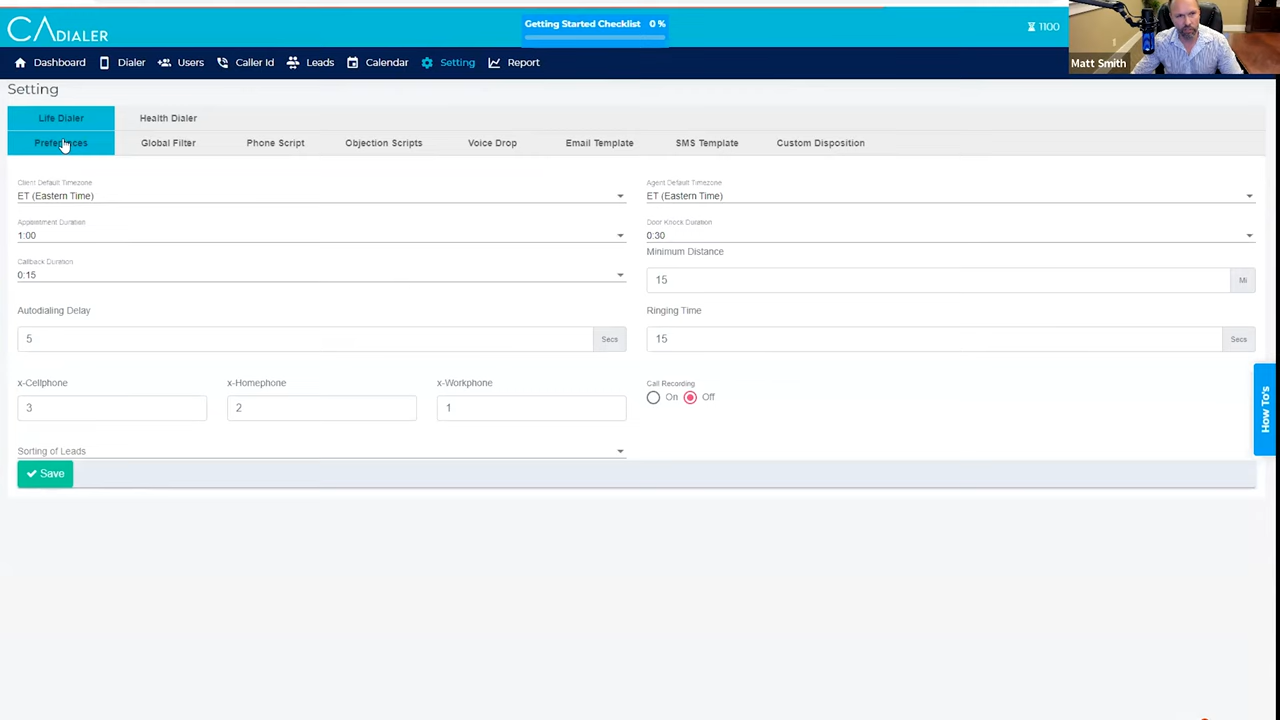 CADIALER
Getting Started Checklist 0 %
1100
Matt Smith
Dashboard Dialer Users Caller Id Leads Calendar Setting Report
Setting
Life Dialer Health Dialer
Preferences Global Filter Phone Script Objection Scripts Voice Drop Email Template SMS Template Custom Disposition
Client Default Timezone Agent Default Timezone
ET (Eastern Time) ET (Eastern Time)
Appointment Duration Door Knock Duration
1:00 0:30
Minimum Distance
Callback Duration
0:15 15 Mi
Autodialing Delay Ringing Time
5 Secs 15 Secs
x-Cellphone x-Homephone x-Workphone Call Recording
3 2 1 On Off
How To's
Sorting of Leads
Save